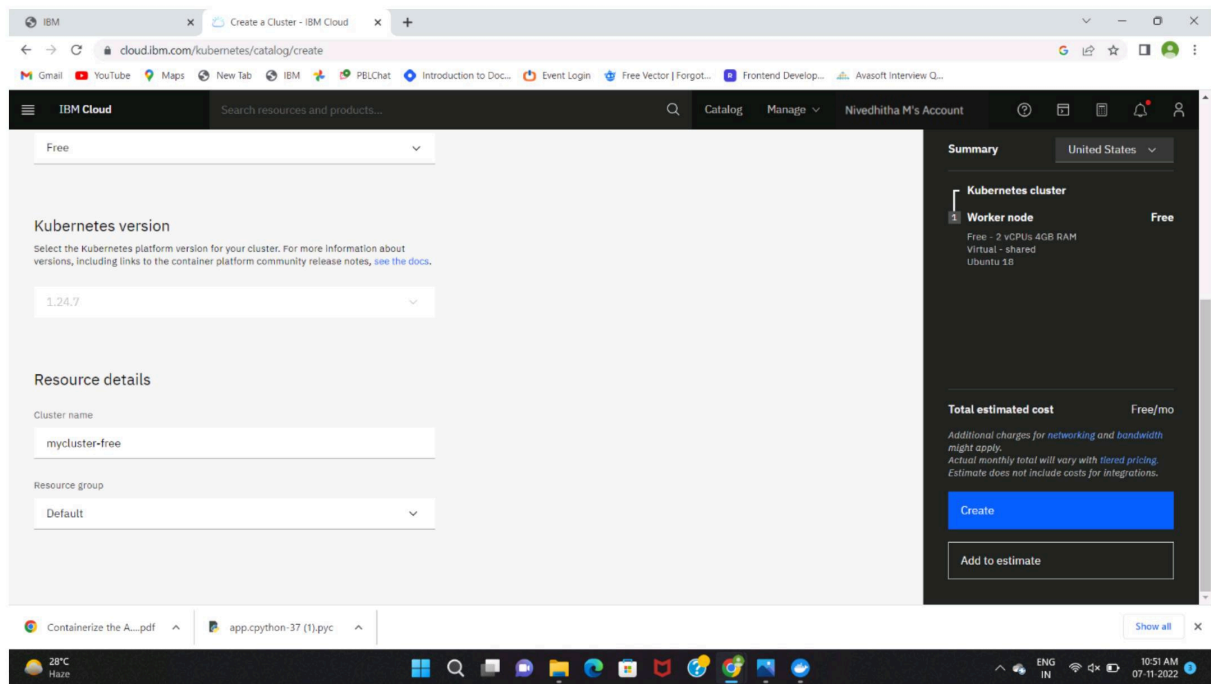 IBM
Create a Cluster - IBM Cloud
cloud.ibm.com/kubernetes/catalog/create
Gmail YouTube Maps New Tab IBM PBLChat Introduction to Doc... Event Login Free Vector | Forgot... Frontend Develop... Avasoft Interview Q...
IBM Cloud Search resources and products... Catalog Manage Nivedhitha M's Account
Free
Kubernetes version
Select the Kubernetes platform version for your cluster. For more information about
versions, including links to the container platform community release notes, see the docs.
1.24.7
Resource details
Cluster name
mycluster-free
Resource group
Default
Summary United States
Kubernetes cluster
1 Worker node Free
Free - 2 vCPUs 4GB RAM
Virtual - shared
Ubuntu 18
Total estimated cost Free/mo
Additional charges for networking and bandwidth
might apply.
Actual monthly total will vary with tiered pricing.
Estimate does not include costs for integrations.
Create
Add to estimate
Containerize the A....pdf app.cpython-37 (1).pyc Show all
28°C
Haze
ENG
IN
10:51 AM
07-11-2022